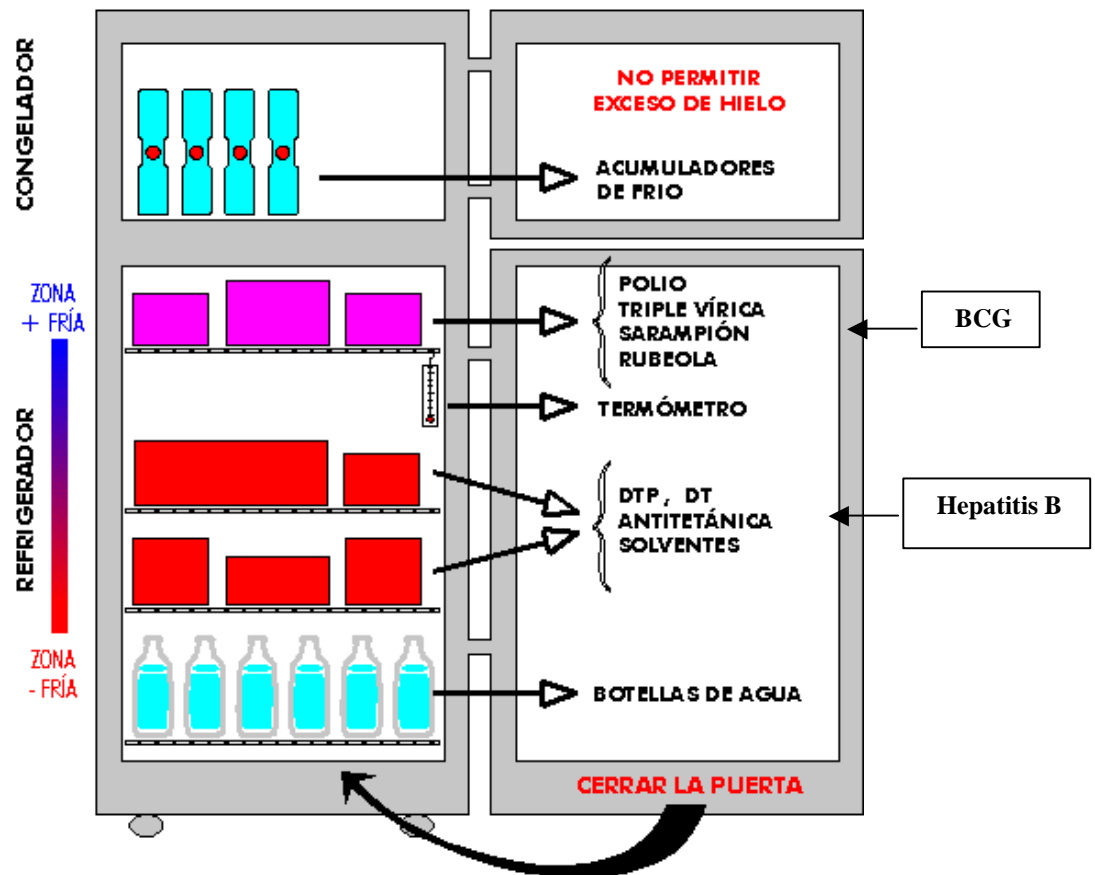 CONGELADOR
NO PERMITIR
EXCESO DE HIELO
ACUMULADORES
DE FRIO
REFRIGERADOR
ZONA
+ FRÍA
POLIO
TRIPLE VÍRICA
SARAMPIÓN
RUBEOLA
BCG
TERMÓMETRO
DTP, DT
ANTITETÁNICA
SOLVENTES
Hepatitis B
ZONA
- FRÍA
BOTELLAS DE AGUA
CERRAR LA PUERTA